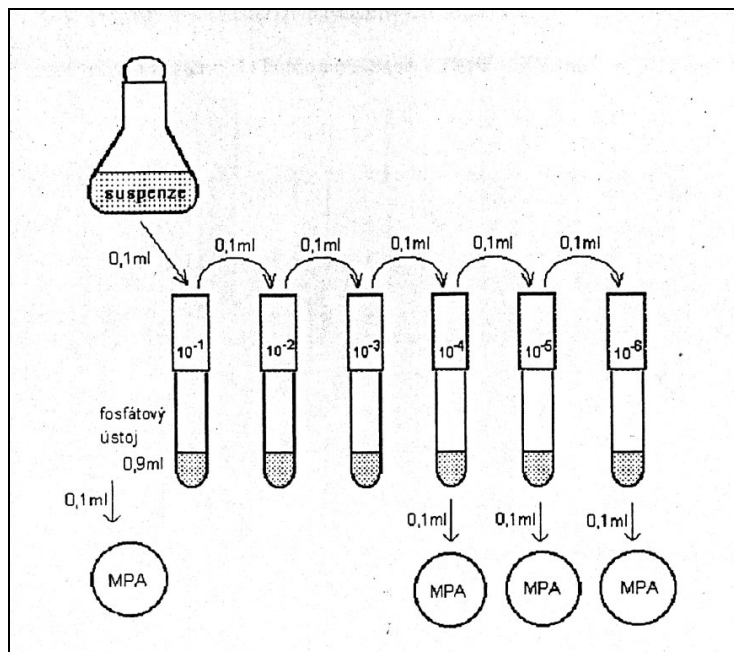 suspenze
0,1ml
0,1ml
0,1ml
0,1ml
0,1ml
0,1ml
10-1
10-2
10-3
10-4
10-5
10-6
fosfátový
ústoj
0,9ml
0,1ml
0,1ml
0,1ml
0,1ml
MPA
MPA
MPA
MPA